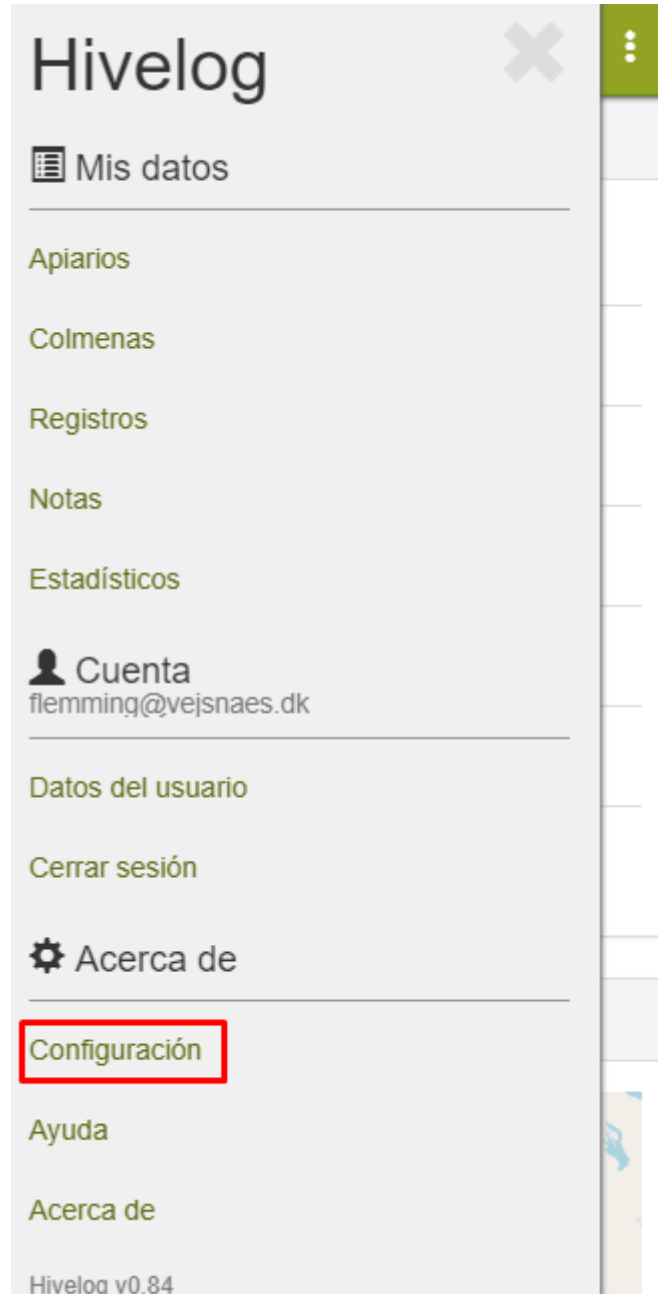 Hivelog
Mis datos
Apiarios
Colmenas
Registros
Notas
Estadísticos
Cuenta
flemming@vejsnaes.dk
Datos del usuario
Cerrar sesión
Acerca de
Configuración
Ayuda
Acerca de
Hivelog v0.84